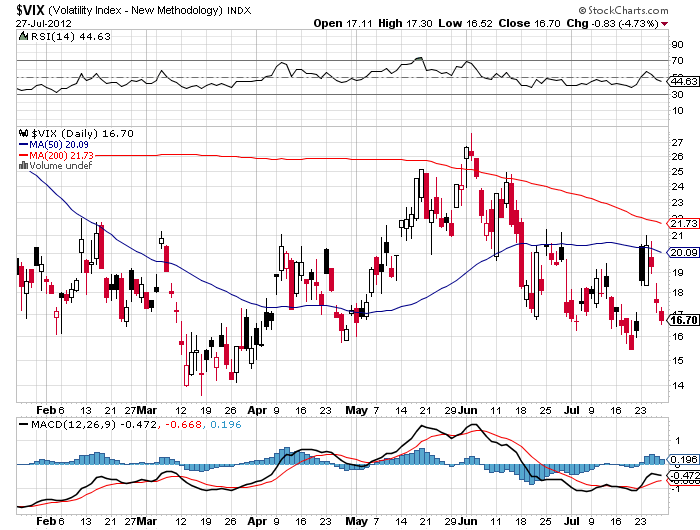 $VIX (Volatility Index - New Methodology) INDX
© StockCharts.com
27-Jul-2012
Open 17.11 High 17.30 Low 16.52 Close 16.70 Chg -0.83 (-4.73%)
RSI(14) 44.63
90
70
50
44.63
30
10
$VIX (Daily) 16.70
MA(50) 20.09
MA(200) 21.73
Volume undef
27
26
25
24
23
22
21.73
21
20.09
19
18
17
16.70
16
15
14
Feb 6 13 21 27 Mar 12 19 26 Apr 9 16 23 May 7 14 21 29 Jun 11 18 25 Jul 9 16 23
MACD(12,26,9) -0.472, -0.668, 0.196
1
0.196
-0.472
-1
Feb 6 13 21 27 Mar 12 19 26 Apr 9 16 23 May 7 14 21 29 Jun 11 18 25 Jul 9 16 23